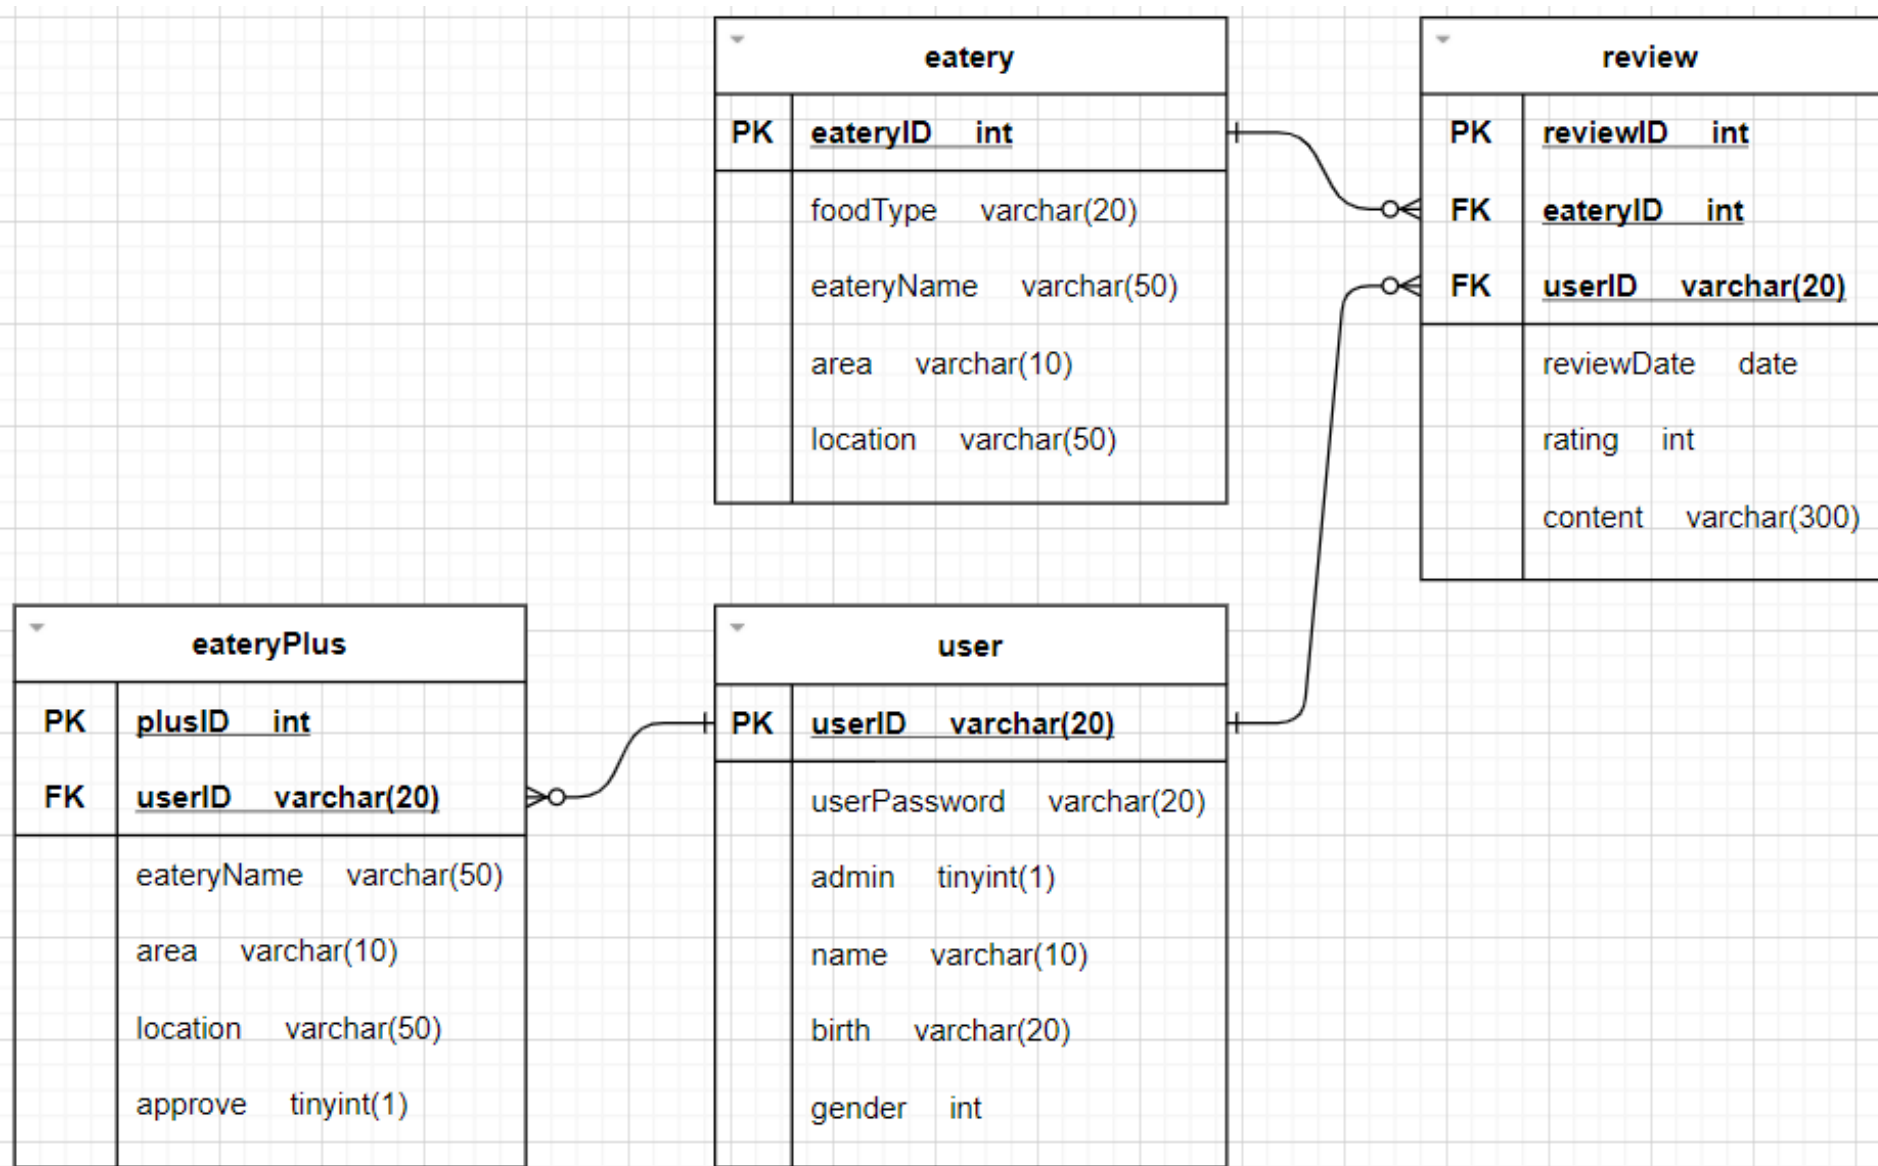 eatery
PK eateryID int
foodType varchar(20)
eateryName varchar(50)
area varchar(10)
location varchar(50)
review
PK reviewID int
FK eateryID int
FK userID varchar(20)
reviewDate date
rating int
content varchar(300)
eateryPlus
PK plusID int
FK userID varchar(20)
eateryName varchar(50)
area varchar(10)
location varchar(50)
approve tinyint(1)
user
PK userID varchar(20)
userPassword varchar(20)
admin tinyint(1)
name varchar(10)
birth varchar(20)
gender int